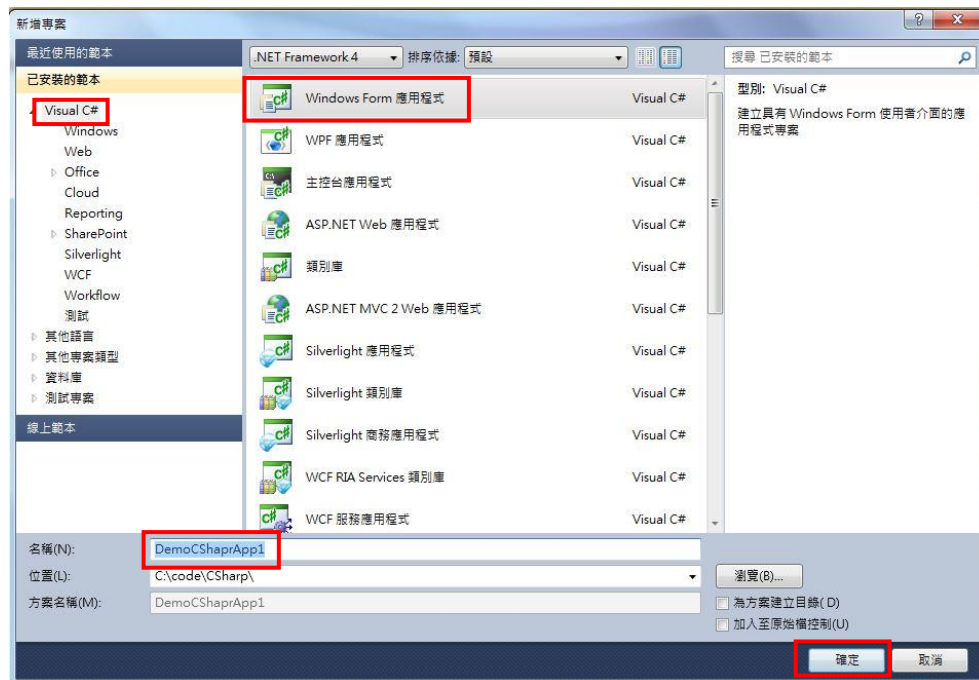 新增專案
最近使用的範本
已安裝的範本
Visual C#
Windows
Web
Office
Cloud
Reporting
SharePoint
Silverlight
WCF
Workflow
測試
其他語言
其他專案類型
資料庫
測試專案
線上範本
.NET Framework 4 排序依據: 預設
Windows Form 應用程式 Visual C#
WPF 應用程式 Visual C#
主控台應用程式 Visual C#
ASP.NET Web 應用程式 Visual C#
類別庫 Visual C#
ASP.NET MVC 2 Web 應用程式 Visual C#
Silverlight 應用程式 Visual C#
Silverlight 類別庫 Visual C#
Silverlight 商務應用程式 Visual C#
WCF RIA Services 類別庫 Visual C#
WCF 服務應用程式 Visual C#
搜尋 已安裝的範本
型別: Visual C#
建立具有 Windows Form 使用者介面的應
用程式專案
名稱(N): DemoCShaprApp1
位置(L): C:\code\CSharp\ 瀏覽(B)...
方案名稱(M): DemoCShaprApp1 為方案建立目錄(D)
加入至原始檔控制(U)
確定 取消